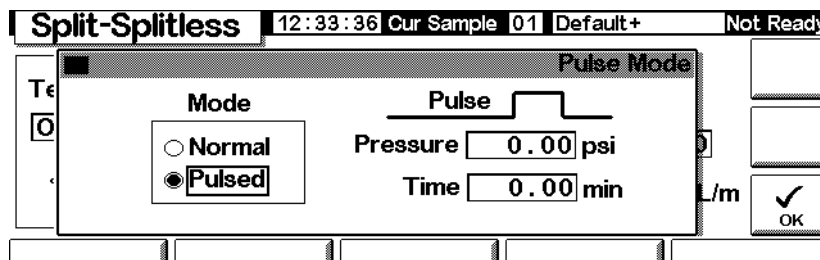 Split-Splitless 12:33:36 Cur Sample 01 Default+ Not Ready
Pulse Mode
Te
Mode
Pulse
Normal
Pressure 0.00 psi
Pulsed
Time 0.00 min
L/m
OK